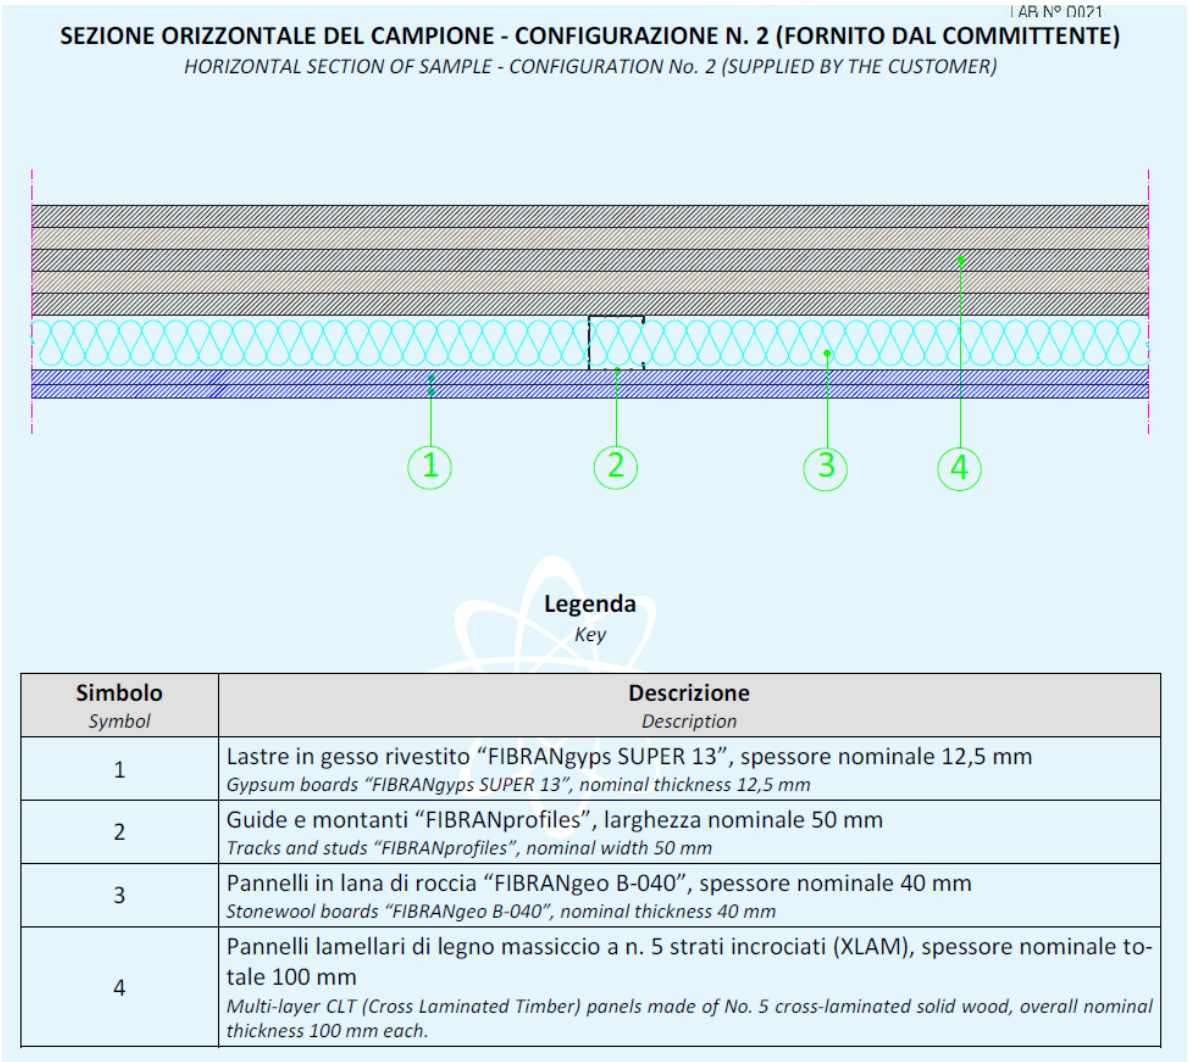 LAB Nº 0021
SEZIONE ORIZZONTALE DEL CAMPIONE - CONFIGURAZIONE N. 2 (FORNITO DAL COMMITTENTE)
HORIZONTAL SECTION OF SAMPLE - CONFIGURATION No. 2 (SUPPLIED BY THE CUSTOMER)
1
2
3
4
Legenda
Key
Simbolo
Symbol
Descrizione
Description
1
Lastre in gesso rivestito “FIBRANgyps SUPER 13”, spessore nominale 12,5 mm
Gypsum boards “FIBRANgyps SUPER 13”, nominal thickness 12,5 mm
2
Guide e montanti “FIBRANprofiles”, larghezza nominale 50 mm
Tracks and studs “FIBRANprofiles”, nominal width 50 mm
3
Pannelli in lana di roccia “FIBRANgeo B-040”, spessore nominale 40 mm
Stonewool boards “FIBRANgeo B-040”, nominal thickness 40 mm
4
Pannelli lamellari di legno massiccio a n. 5 strati incrociati (XLAM), spessore nominale to-
tale 100 mm
Multi-layer CLT (Cross Laminated Timber) panels made of No. 5 cross-laminated solid wood, overall nominal
thickness 100 mm each.